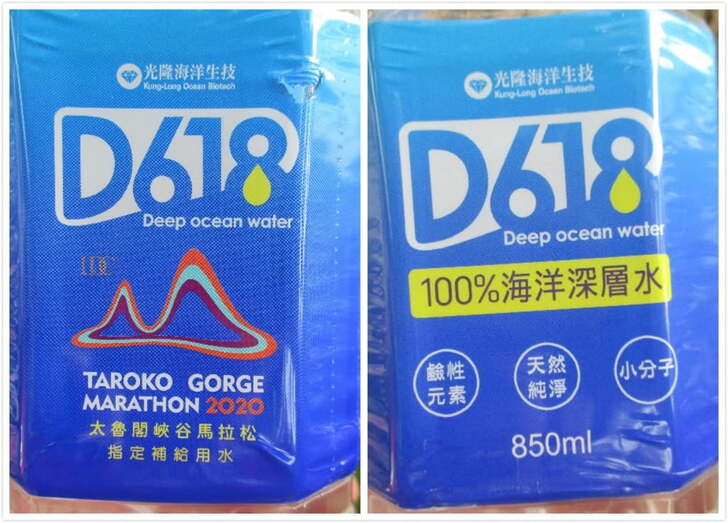 光隆海洋生技
Kung-Long Ocean Biotech
D618
Deep ocean water
TAROKO GORGE
MARATHON 2020
太魯閣峽谷馬拉松
指定補給用水
光隆海洋生技
Kung-Long Ocean Biotech
D618
Deep ocean water
100%海洋深層水
鹼性
元素
天然
純淨
小分子
850ml